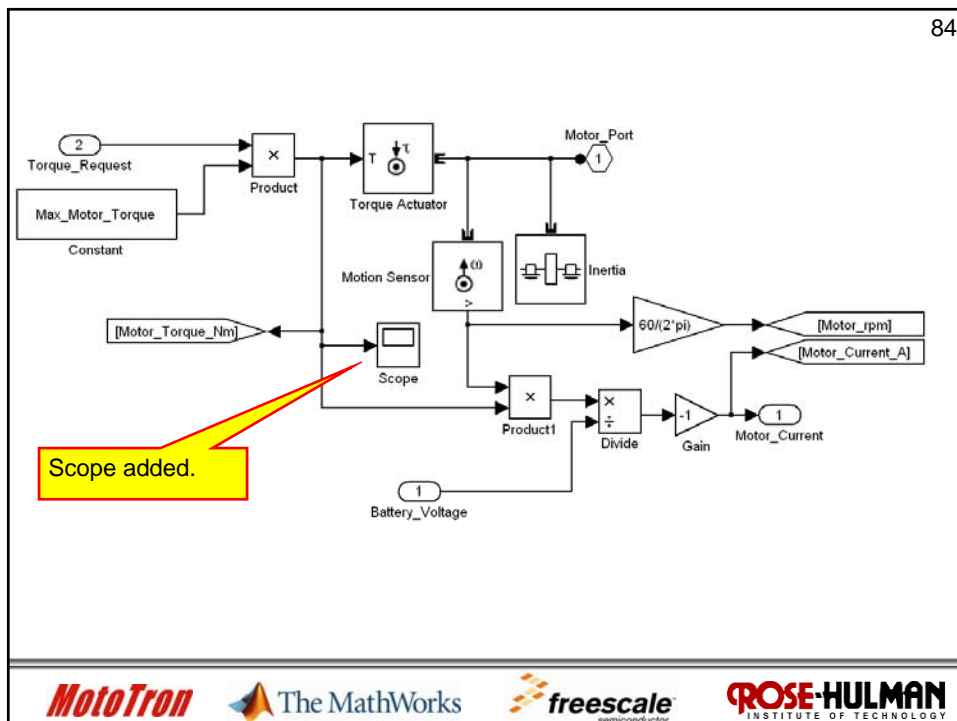 84
2
Torque_Request
×
Product
Max_Motor_Torque
Constant
T
τ
Torque Actuator
Motor_Port
1
Motion Sensor
ω
>
Inertia
[Motor_Torque_Nm]
Scope
60/(2*pi)
[Motor_rpm]
[Motor_Current_A]
×
Product1
×
÷
Divide
-1
Gain
1
Motor_Current
Scope added.
1
Battery_Voltage
MotoTron
The MathWorks
freescale™
semiconductor
ROSE-HULMAN
INSTITUTE OF TECHNOLOGY